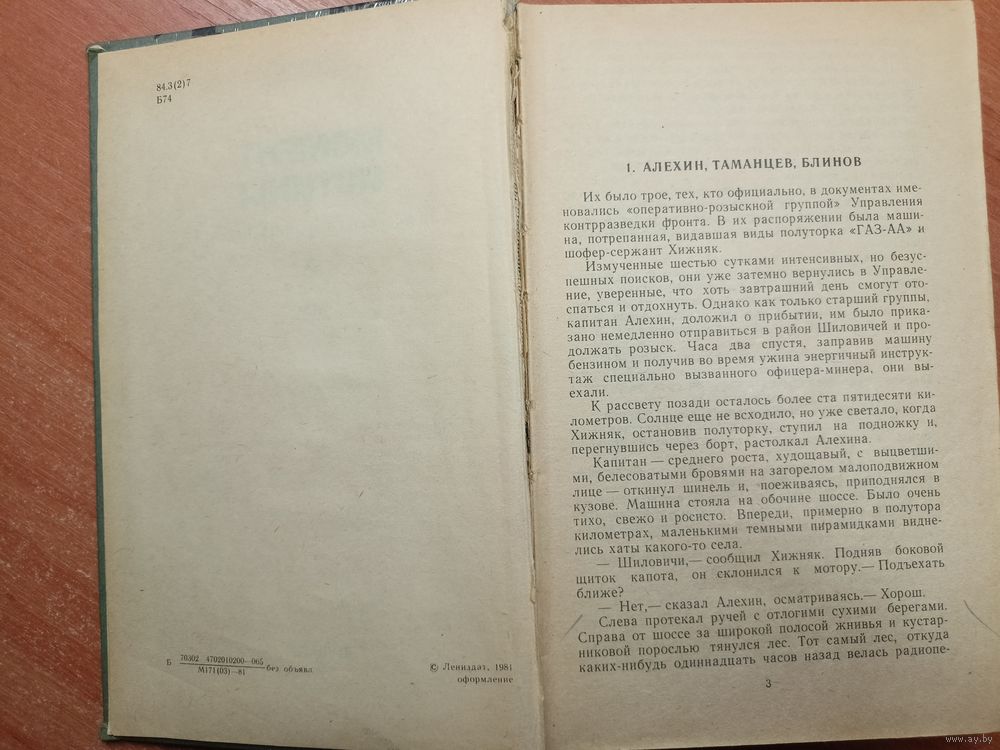 84.3(2)7
Б74
Б 70302 4702010200—065 без объявл.
М171(03)—81
© Лениздат, 1981
оформление
1. АЛЕХИН, ТАМАНЦЕВ, БЛИНОВ
Их было трое, тех, кто официально, в документах име-
новались «оперативно-розыскной группой» Управления
контрразведки фронта. В их распоряжении была маши-
на, потрепанная, видавшая виды полуторка «ГАЗ-АА» и
шофер-сержант Хижняк.
Измученные шестью сутками интенсивных, но безус-
пешных поисков, они уже затемно вернулись в Управле-
ние, уверенные, что хоть завтрашний день смогут ото-
спаться и отдохнуть. Однако как только старший группы,
капитан Алехин, доложил о прибытии, им было прика-
зано немедленно отправиться в район Шиловичей и про-
должать розыск. Часа два спустя, заправив машину
бензином и получив во время ужина энергичный инструк-
таж специально вызванного офицера-минера, они вы-
ехали.
К рассвету позади осталось более ста пятидесяти ки-
лометров. Солнце еще не всходило, но уже светало, когда
Хижняк, остановив полуторку, ступил на подножку и,
перегнувшись через борт, растолкал Алехина.
Капитан — среднего роста, худощавый, с выцветши-
ми, белесоватыми бровями на загорелом малоподвижном
лице — откинул шинель и, поеживаясь, приподнялся в
кузове. Машина стояла на обочине шоссе. Было очень
тихо, свежо и росисто. Впереди, примерно в полутора
километрах, маленькими темными пирамидками видне-
лись хаты какого-то села.
— Шиловичи,— сообщил Хижняк. Подняв боковой
щиток капота, он склонился к мотору.— Подъехать
ближе?
— Нет,— сказал Алехин, осматриваясь.— Хорош.
Слева протекал ручей с отлогими сухими берегами.
Справа от шоссе за широкой полосой жнивья и кустар-
никовой порослью тянулся лес. Тот самый лес, откуда
каких-нибудь одиннадцать часов назад велась радиопе-
3
www.ay.by